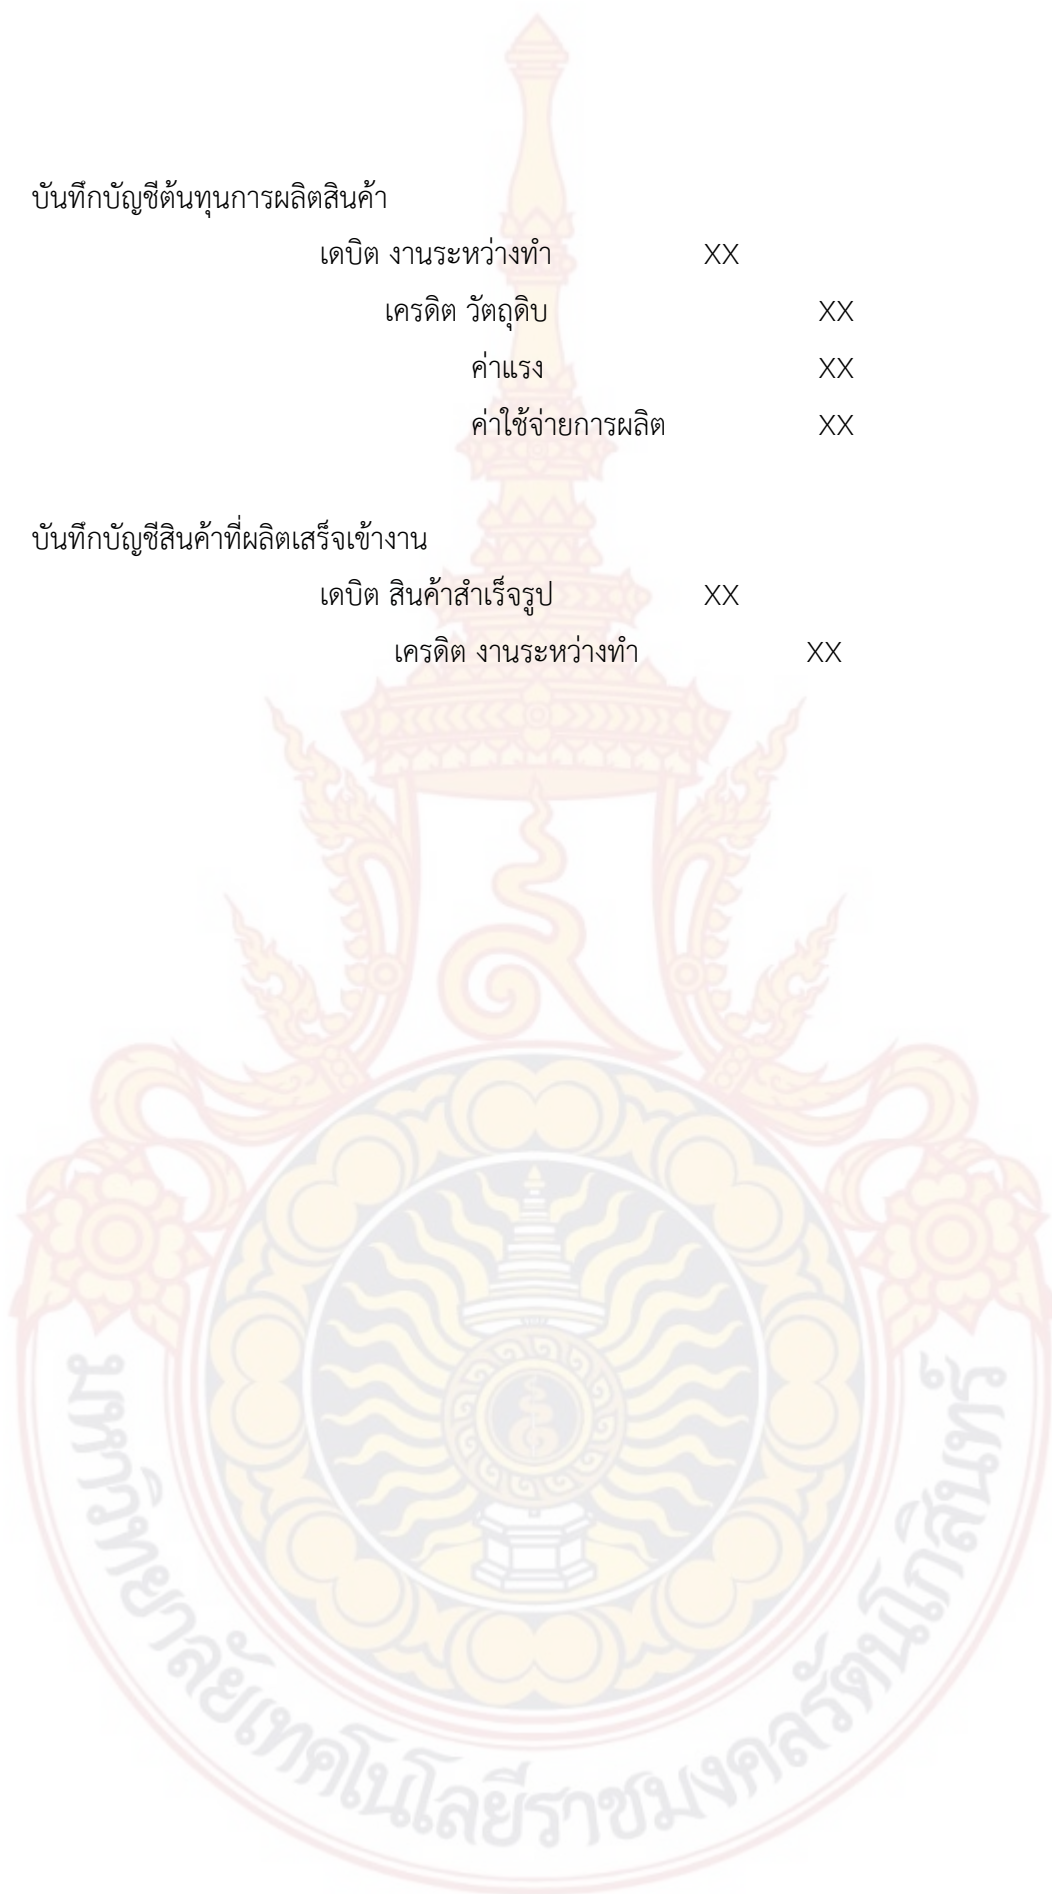 บันทึกบัญชีต้นทุนการผลิตสินค้า
เดบิต งานระหว่างทำ XX
เครดิต วัตถุดิบ XX
ค่าแรง XX
ค่าใช้จ่ายการผลิต XX
บันทึกบัญชีสินค้าที่ผลิตเสร็จเข้างาน
เดบิต สินค้าสำเร็จรูป XX
เครดิต งานระหว่างทำ XX
มหาวิทยาลัยเทคโนโลยีราชมงคลรัตนโกสินทร์